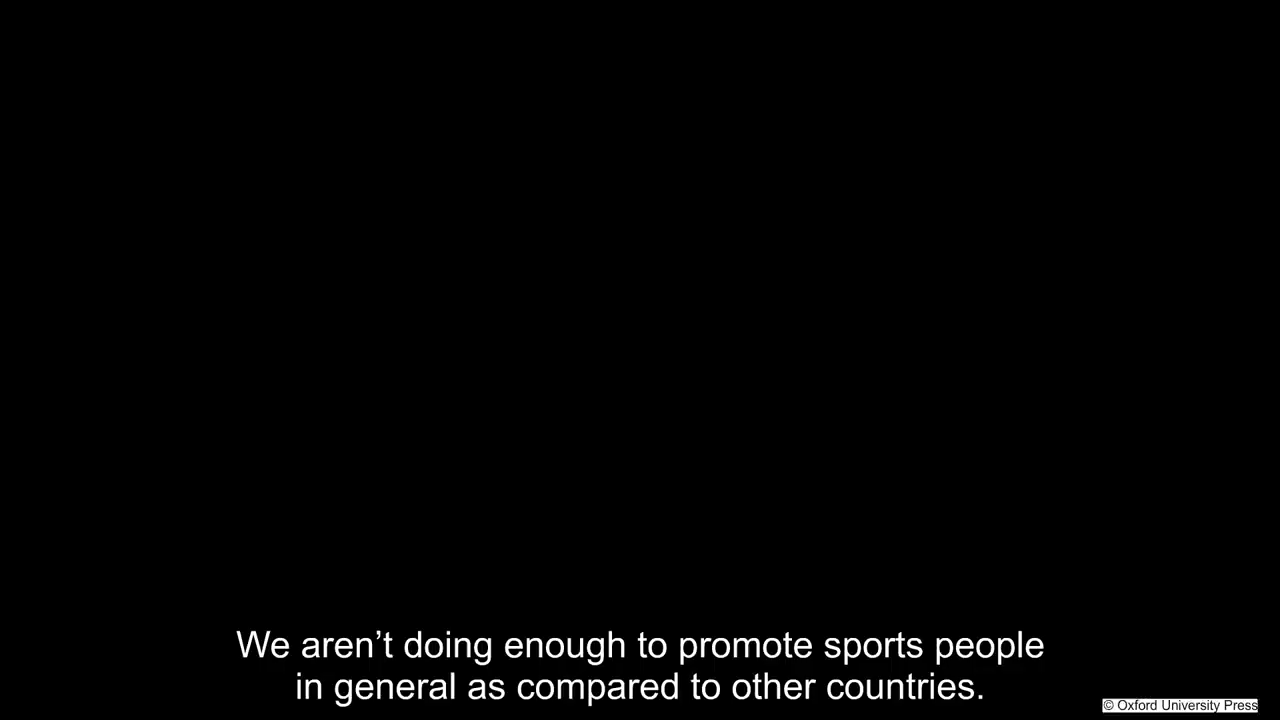 We aren’t doing enough to promote sports people
in general as compared to other countries.
© Oxford University Press